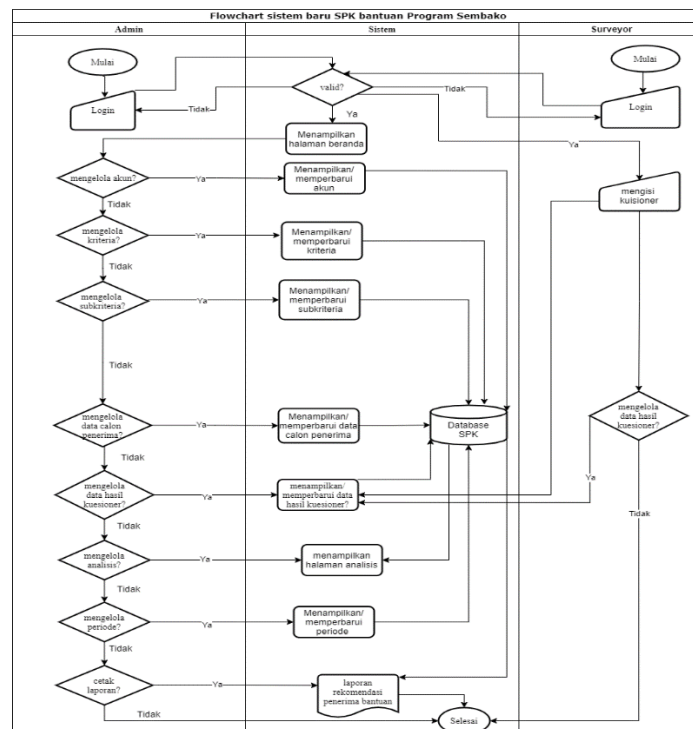 Flowchart sistem baru SPK bantuan Program Sembako
Admin
Sistem
Surveyor
Mulai
Mulai
valid?
Login
Tidak
Tidak
Login
Ya
Menampilkan
halaman beranda
Ya
mengelola akun?
Ya
Menampilkan/
memperbarui
akun
mengisi
kuisioner
Tidak
mengelola
kriteria?
Ya
Menampilkan/
memperbarui
kriteria
Tidak
mengelola
subkriteria?
Ya
Menampilkan/
memperbarui
subkriteria
Tidak
mengelola
data calon
penerima?
Ya
Menampilkan/
memperbarui data
calon penerima
Database
SPK
mengelola
data hasil
kuesioner?
Tidak
mengelola
data hasil
kuesioner?
Ya
menampilkan/
memperbarui data
hasil kuesioner?
Ya
Tidak
Tidak
mengelola
analisis?
Ya
menampilkan
halaman analisis
Tidak
mengelola
periode?
Ya
Menampilkan/
memperbarui
periode
Tidak
cetak
laporan?
Ya
laporan
rekomendasi
penerima bantuan
Tidak
Selesai